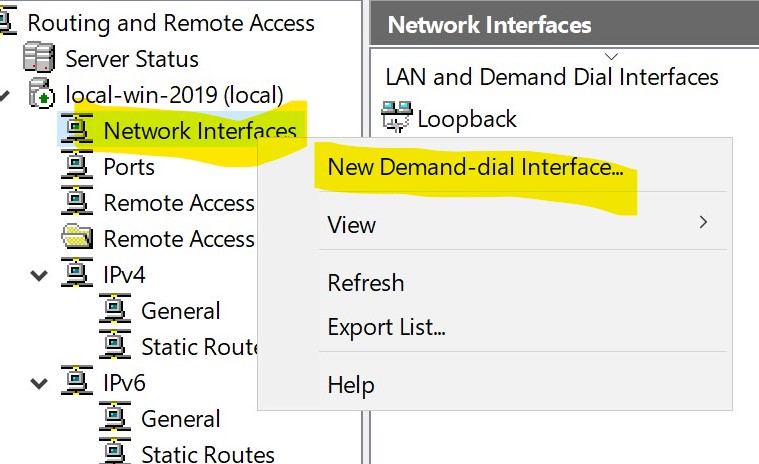 Routing and Remote Access
Server Status
local-win-2019 (local)
Network Interfaces
Ports
Remote Access
Remote Access
IPv4
General
Static Route
IPv6
General
Static Routes
Network Interfaces
LAN and Demand Dial Interfaces
Loopback
New Demand-dial Interface...
View
Refresh
Export List...
Help